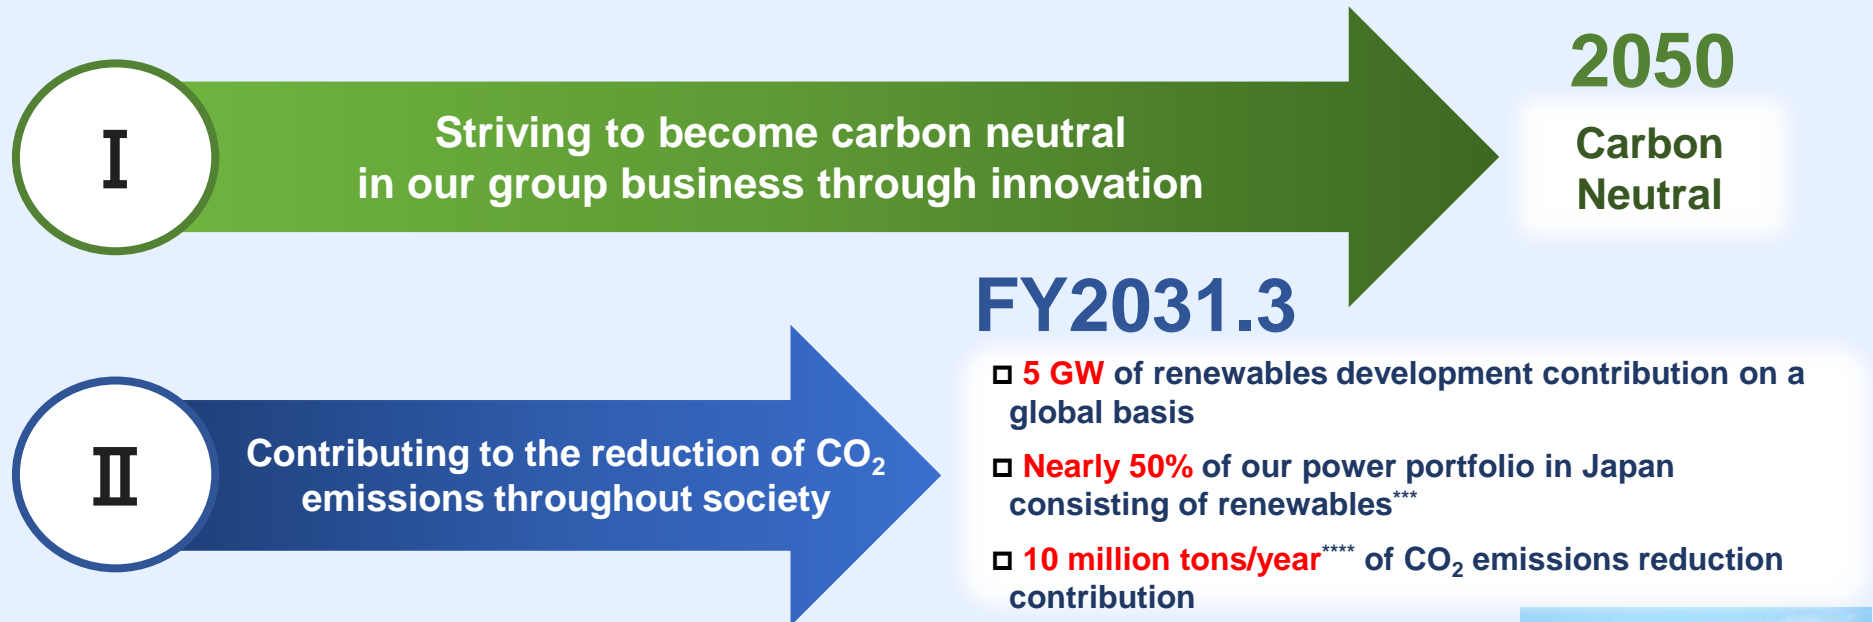 I
Striving to become carbon neutral
in our group business through innovation
2050
Carbon
Neutral
II
Contributing to the reduction of CO₂
emissions throughout society
FY2031.3
5 GW of renewables development contribution on a
global basis
Nearly 50% of our power portfolio in Japan
consisting of renewables***
10 million tons/year**** of CO₂ emissions reduction
contribution